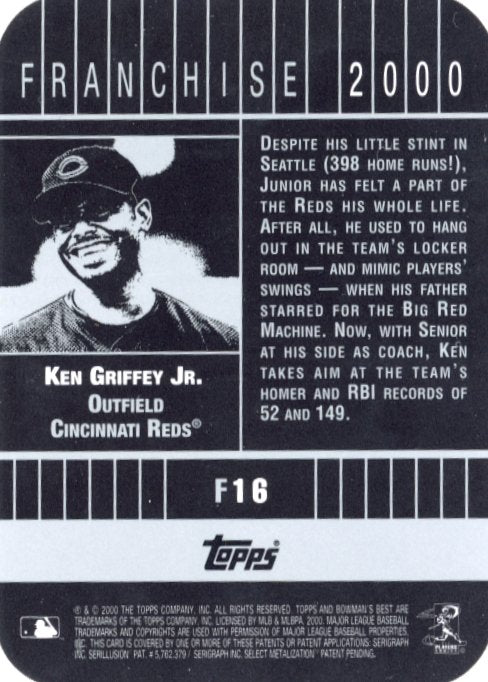 FRANCHISE 2000
DESPITE HIS LITTLE STINT IN
SEATTLE (398 HOME RUNS!),
JUNIOR HAS FELT A PART OF
THE REDS HIS WHOLE LIFE.
AFTER ALL, HE USED TO HANG
OUT IN THE TEAM'S LOCKER
ROOM — AND MIMIC PLAYERS'
SWINGS — WHEN HIS FATHER
STARRED FOR THE BIG RED
MACHINE. NOW, WITH SENIOR
AT HIS SIDE AS COACH, KEN
TAKES AIM AT THE TEAM'S
HOMER AND RBI RECORDS OF
52 AND 149.
C
KEN GRIFFEY JR.
OUTFIELD
CINCINNATI REDS®
F16
TOPPS
® & © 2000 THE TOPPS COMPANY, INC. ALL RIGHTS RESERVED. TOPPS AND BOWMAN'S BEST ARE
TRADEMARKS OF THE TOPPS COMPANY, INC. LICENSED BY MLB & MLBPA, 2000. MAJOR LEAGUE BASEBALL
TRADEMARKS AND COPYRIGHTS ARE USED WITH PERMISSION OF MAJOR LEAGUE BASEBALL PROPERTIES,
INC. THIS CARD IS COVERED BY ONE OR MORE OF THESE PATENTS OR PATENT APPLICATIONS: SERIGRAPH
INC. SERILLUSION PAT. # 5,762,379 / SERIGRAPH INC. SELECT METALIZATION PATENT PENDING.
PLAYERS
CHOICE